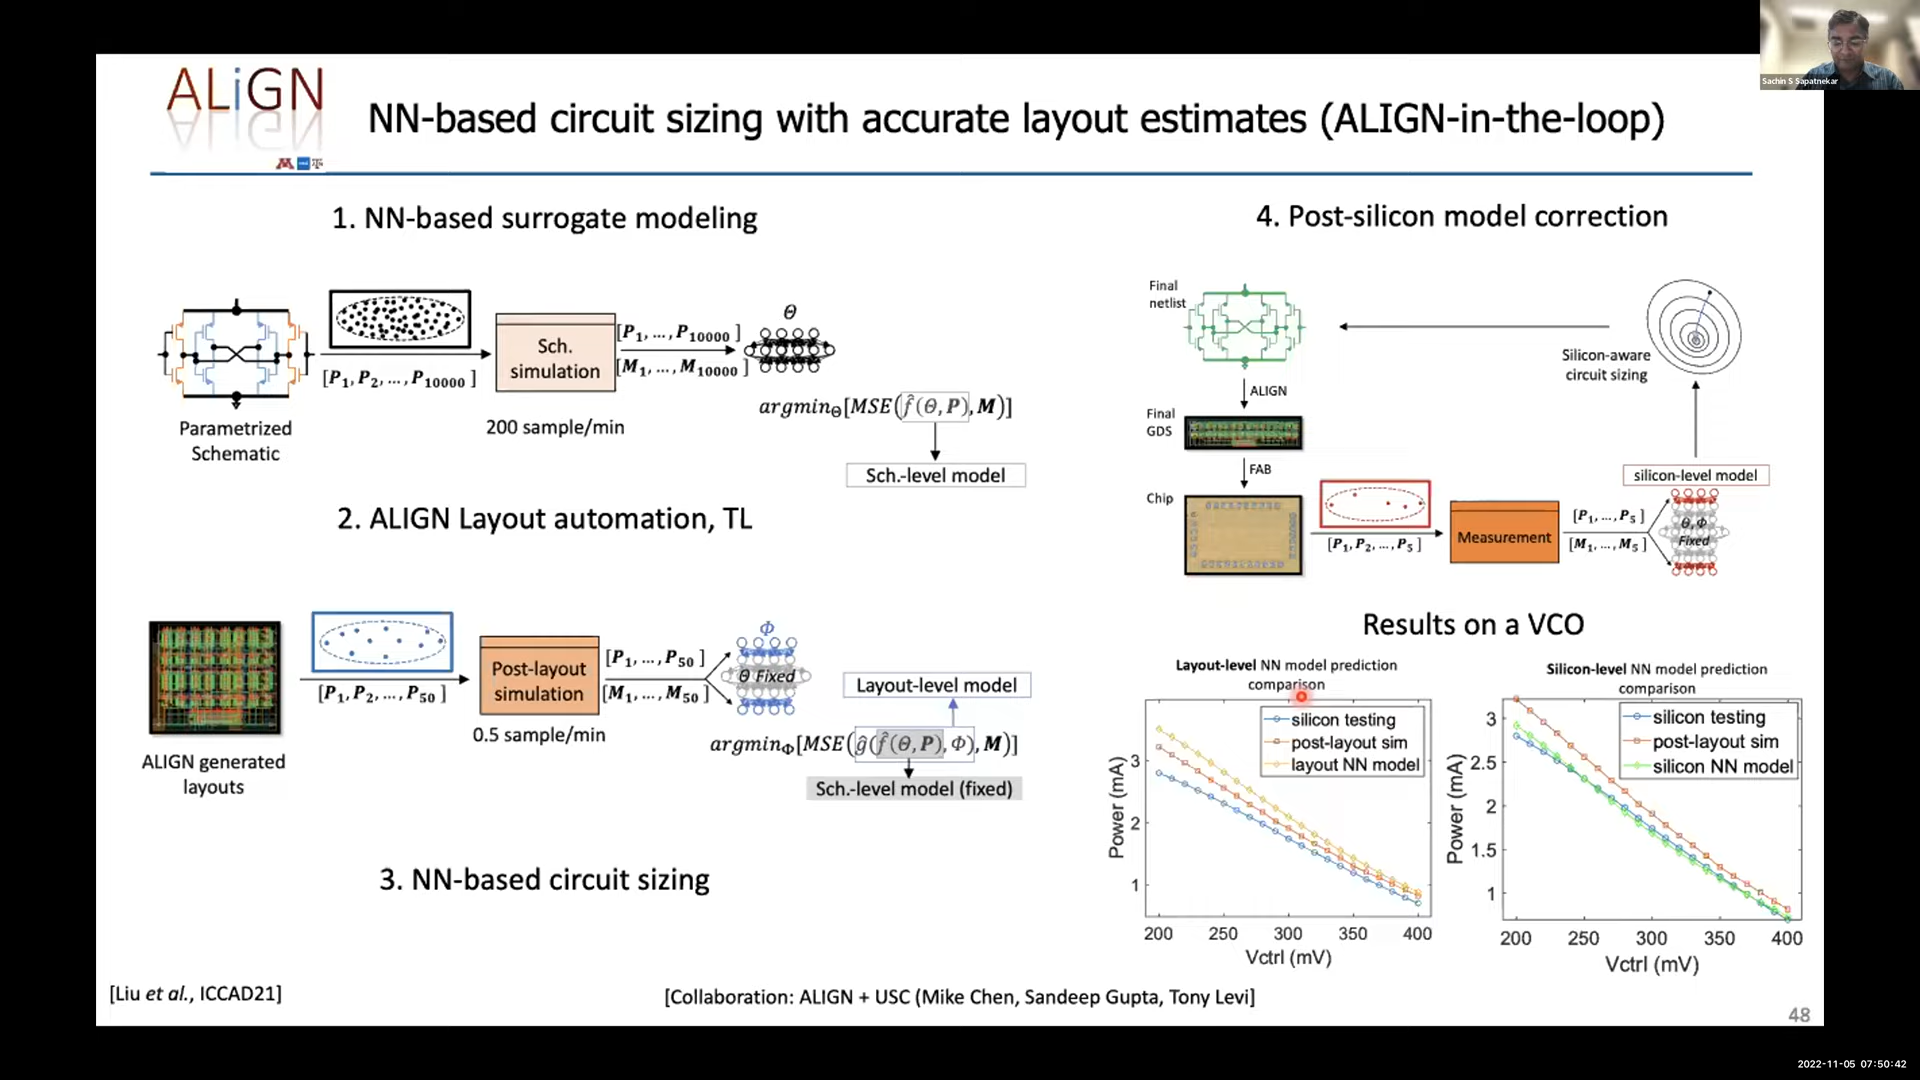 Sachin S Sapatnekar
ALiGN
NN-based circuit sizing with accurate layout estimates (ALIGN-in-the-loop)
1. NN-based surrogate modeling
[P₁, P₂, ..., P₁₀₀₀₀]
Parametrized
Schematic
Sch.
simulation
200 sample/min
[P₁, ..., P₁₀₀₀₀]
[M₁, ..., M₁₀₀₀₀]
Θ
argmin_Θ[MSE(f̂(Θ, P), M)]
Sch.-level model
2. ALIGN Layout automation, TL
ALIGN generated
layouts
[P₁, P₂, ..., P₅₀]
Post-layout
simulation
0.5 sample/min
[P₁, ..., P₅₀]
[M₁, ..., M₅₀]
Φ
Θ Fixed
Layout-level model
argmin_Φ[MSE(ĝ(f̂(Θ, P), Φ), M)]
Sch.-level model (fixed)
3. NN-based circuit sizing
4. Post-silicon model correction
Final
netlist
ALIGN
Final
GDS
FAB
Chip
[P₁, P₂, ..., P₅]
Measurement
[P₁, ..., P₅]
[M₁, ..., M₅]
Θ, Φ
Fixed
silicon-level model
Silicon-aware
circuit sizing
Results on a VCO
Layout-level NN model prediction
comparison
silicon testing
post-layout sim
layout NN model
Power (mA)
3
2
1
200 250 300 350 400
Vctrl (mV)
Silicon-level NN model prediction
comparison
silicon testing
post-layout sim
silicon NN model
Power (mA)
3
2.5
2
1.5
1
200 250 300 350 400
Vctrl (mV)
[Liu et al., ICCAD21]
[Collaboration: ALIGN + USC (Mike Chen, Sandeep Gupta, Tony Levi]
48
2022-11-05 07:50:42